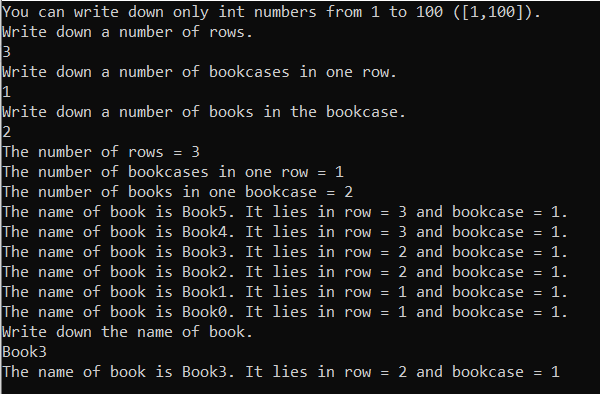 You can write down only int numbers from 1 to 100 ([1,100]).
Write down a number of rows.
3
Write down a number of bookcases in one row.
1
Write down a number of books in the bookcase.
2
The number of rows = 3
The number of bookcases in one row = 1
The number of books in one bookcase = 2
The name of book is Book5. It lies in row = 3 and bookcase = 1.
The name of book is Book4. It lies in row = 3 and bookcase = 1.
The name of book is Book3. It lies in row = 2 and bookcase = 1.
The name of book is Book2. It lies in row = 2 and bookcase = 1.
The name of book is Book1. It lies in row = 1 and bookcase = 1.
The name of book is Book0. It lies in row = 1 and bookcase = 1.
Write down the name of book.
Book3
The name of book is Book3. It lies in row = 2 and bookcase = 1